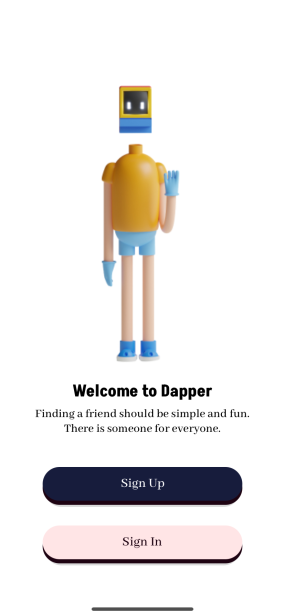 Welcome to Dapper
Finding a friend should be simple and fun.
There is someone for everyone.
Sign Up
Sign In